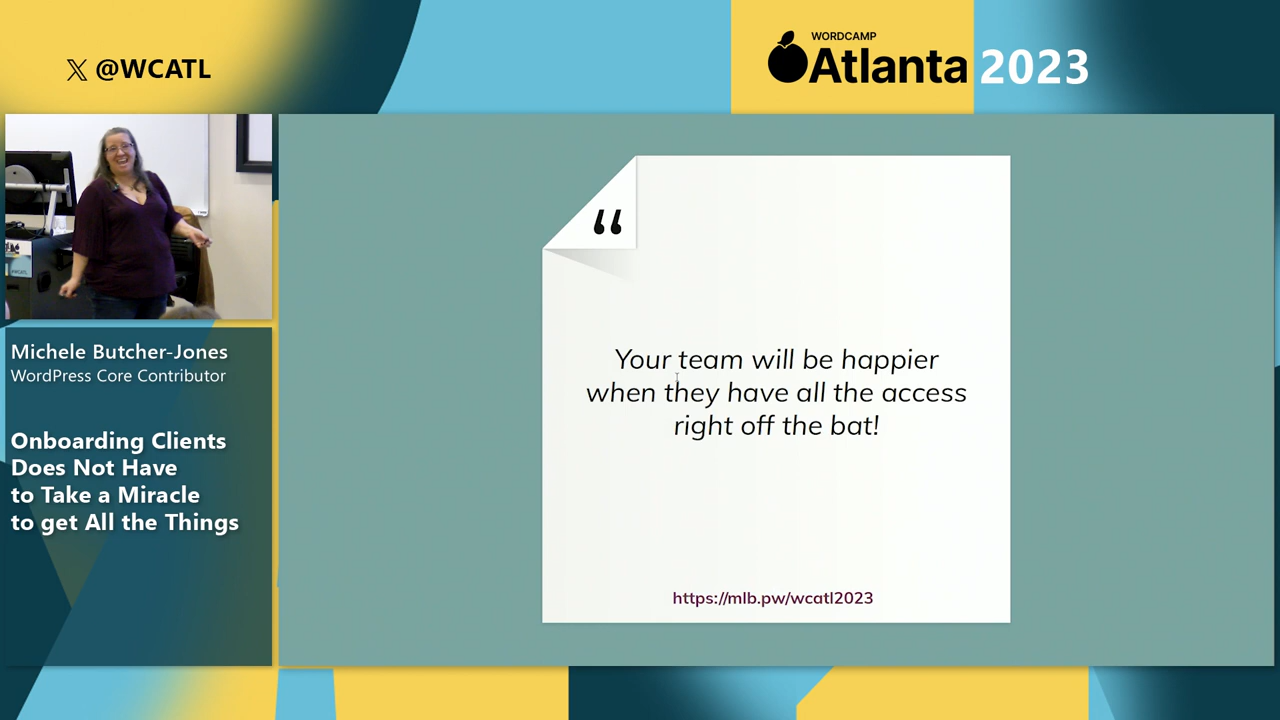 𝕏 @WCATL
WORDCAMP
Atlanta 2023
WCATL
Michele Butcher-Jones
WordPress Core Contributor
Onboarding Clients
Does Not Have
to Take a Miracle
to get All the Things
“
Your team will be happier
when they have all the access
right off the bat!
https://mlb.pw/wcatl2023